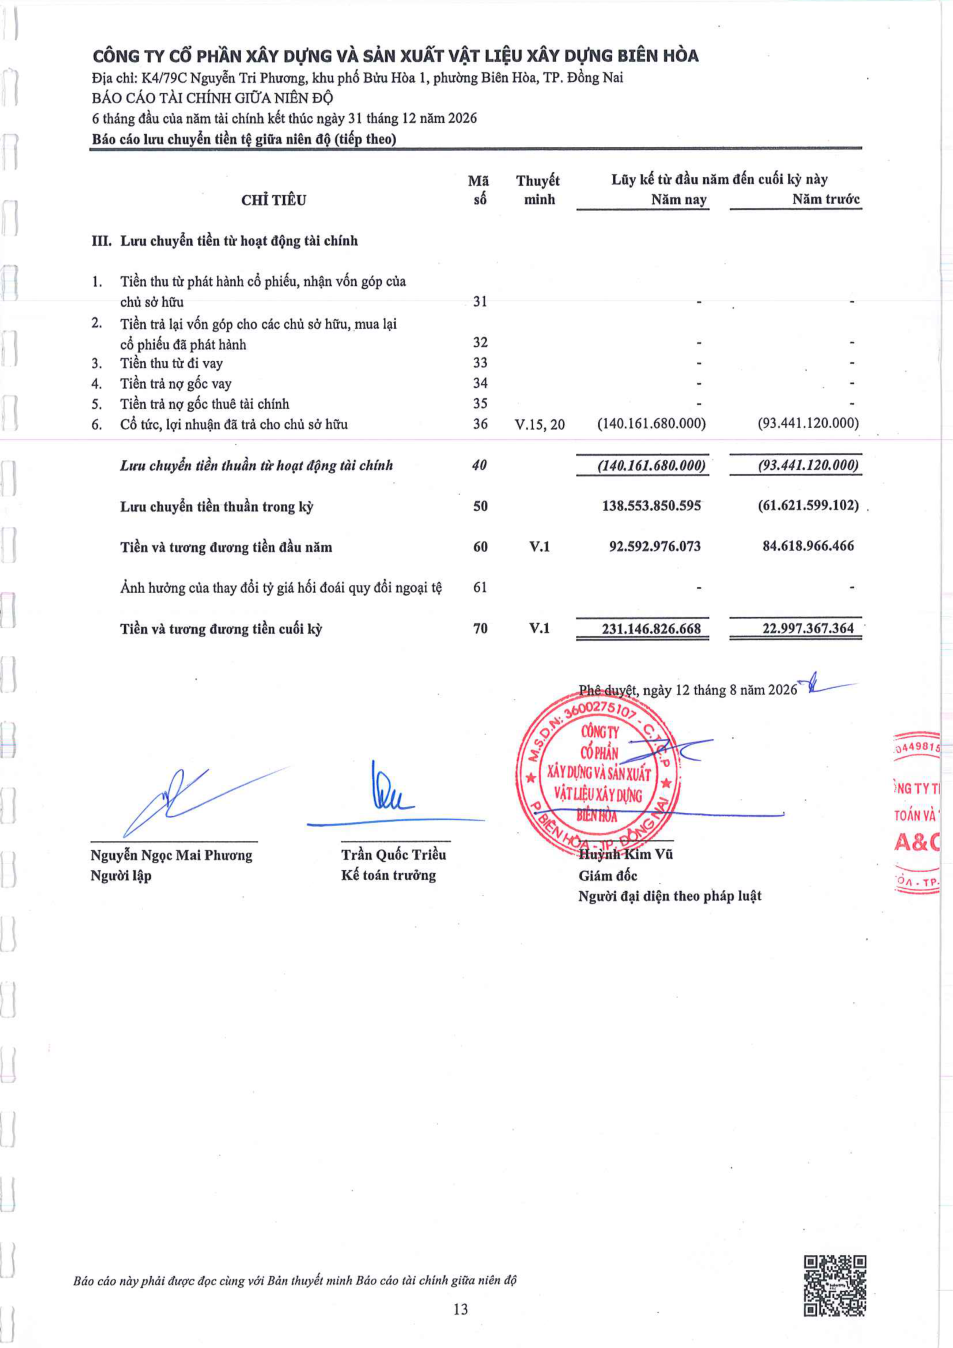 CÔNG TY CỔ PHẦN XÂY DỰNG VÀ SẢN XUẤT VẬT LIỆU XÂY DỰNG BIÊN HÒA
Địa chỉ: K4/79C Nguyễn Tri Phương, khu phố Bửu Hòa 1, phường Biên Hòa, TP. Đồng Nai
BÁO CÁO TÀI CHÍNH GIỮA NIÊN ĐỘ
6 tháng đầu của năm tài chính kết thúc ngày 31 tháng 12 năm 2026
Báo cáo lưu chuyển tiền tệ giữa niên độ (tiếp theo)
Mã Thuyết Lũy kế từ đầu năm đến cuối kỳ này
CHỈ TIÊU số minh Năm nay Năm trước
III. Lưu chuyển tiền từ hoạt động tài chính
1. Tiền thu từ phát hành cổ phiếu, nhận vốn góp của
chủ sở hữu 31 - -
2. Tiền trả lại vốn góp cho các chủ sở hữu, mua lại
cổ phiếu đã phát hành 32 - -
3. Tiền thu từ đi vay 33 - -
4. Tiền trả nợ gốc vay 34 - -
5. Tiền trả nợ gốc thuê tài chính 35 - -
6. Cổ tức, lợi nhuận đã trả cho chủ sở hữu 36 V.15, 20 (140.161.680.000) (93.441.120.000)
Lưu chuyển tiền thuần từ hoạt động tài chính 40 (140.161.680.000) (93.441.120.000)
Lưu chuyển tiền thuần trong kỳ 50 138.553.850.595 (61.621.599.102)
Tiền và tương đương tiền đầu năm 60 V.1 92.592.976.073 84.618.966.466
Ảnh hưởng của thay đổi tỷ giá hối đoái quy đổi ngoại tệ 61 - -
Tiền và tương đương tiền cuối kỳ 70 V.1 231.146.826.668 22.997.367.364
Phê duyệt, ngày 12 tháng 8 năm 2026
M.S.D.N: 3600275107 - C.T.C.P
CÔNG TY
CỔ PHẦN
XÂY DỰNG VÀ SẢN XUẤT
VẬT LIỆU XÂY DỰNG
BIÊN HÒA
P. BIÊN HÒA - TP. ĐỒNG NAI
0449815
NG TY T
TOÁN VÀ
A&C
ÒA - TP.
Nguyễn Ngọc Mai Phương Trần Quốc Triều Huỳnh Kim Vũ
Người lập Kế toán trưởng Giám đốc
Người đại diện theo pháp luật
Báo cáo này phải được đọc cùng với Bản thuyết minh Báo cáo tài chính giữa niên độ
13